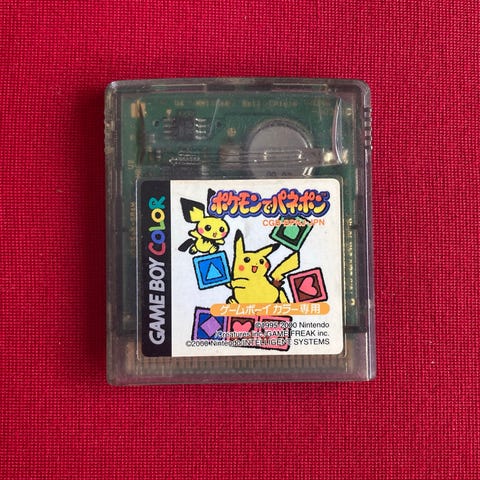 GAME BOY COLOR
ポケモンでパネポン
ゲームボーイカラー専用
©1995-2000 Nintendo
/Creatures inc./GAME FREAK inc.
©2000 Nintendo/INTELLIGENT SYSTEMS